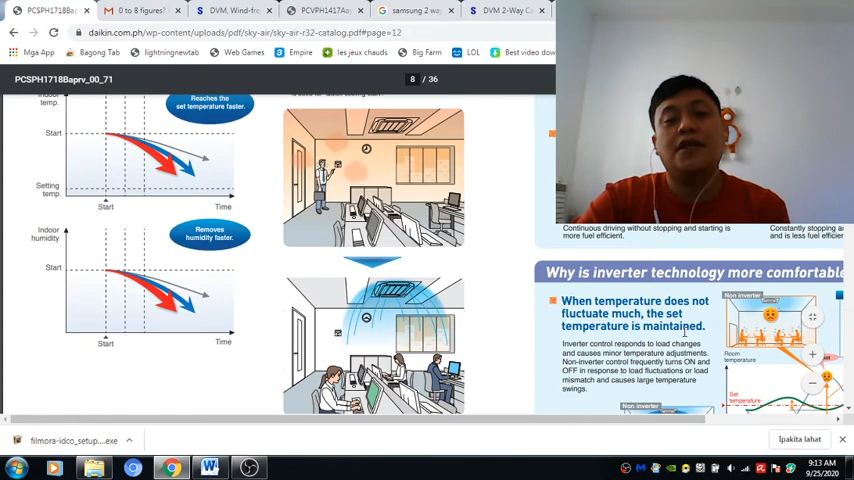 PCSPH1718Bap
0 to 8 figures?
DVM, Wind-fre
PCVPH1417Aap
samsung 2 way
DVM 2-Way Ca
daikin.com.ph/wp-content/uploads/pdf/sky-air/sky-air-r32-catalog.pdf#page=12
Mga App
Bagong Tab
lightningnewtab
Web Games
Empire
les jeux chauds
Big Farm
LOL
Best video dow
PCSPH1718Baprv_00_71
8 / 36
Indoor
temp.
Start
Setting
temp.
Start
Time
Reaches the
set temperature faster.
Indoor
humidity
Start
Start
Time
Removes
humidity faster.
Continuous driving without stopping and starting is
more fuel efficient.
Constantly stopping a
and is less fuel efficie
Why is inverter technology more comfortable
When temperature does not
fluctuate much, the set
temperature is maintained.
Inverter control responds to load changes
and causes minor temperature adjustments.
Non-inverter control frequently turns ON and
OFF in response to load fluctuations or load
mismatch and causes large temperature
swings.
Non inverter
Room
temperature
Set
temperature
Non inverter
filmora-idco_setup....exe
Ipakita lahat
9:13 AM
9/25/2020